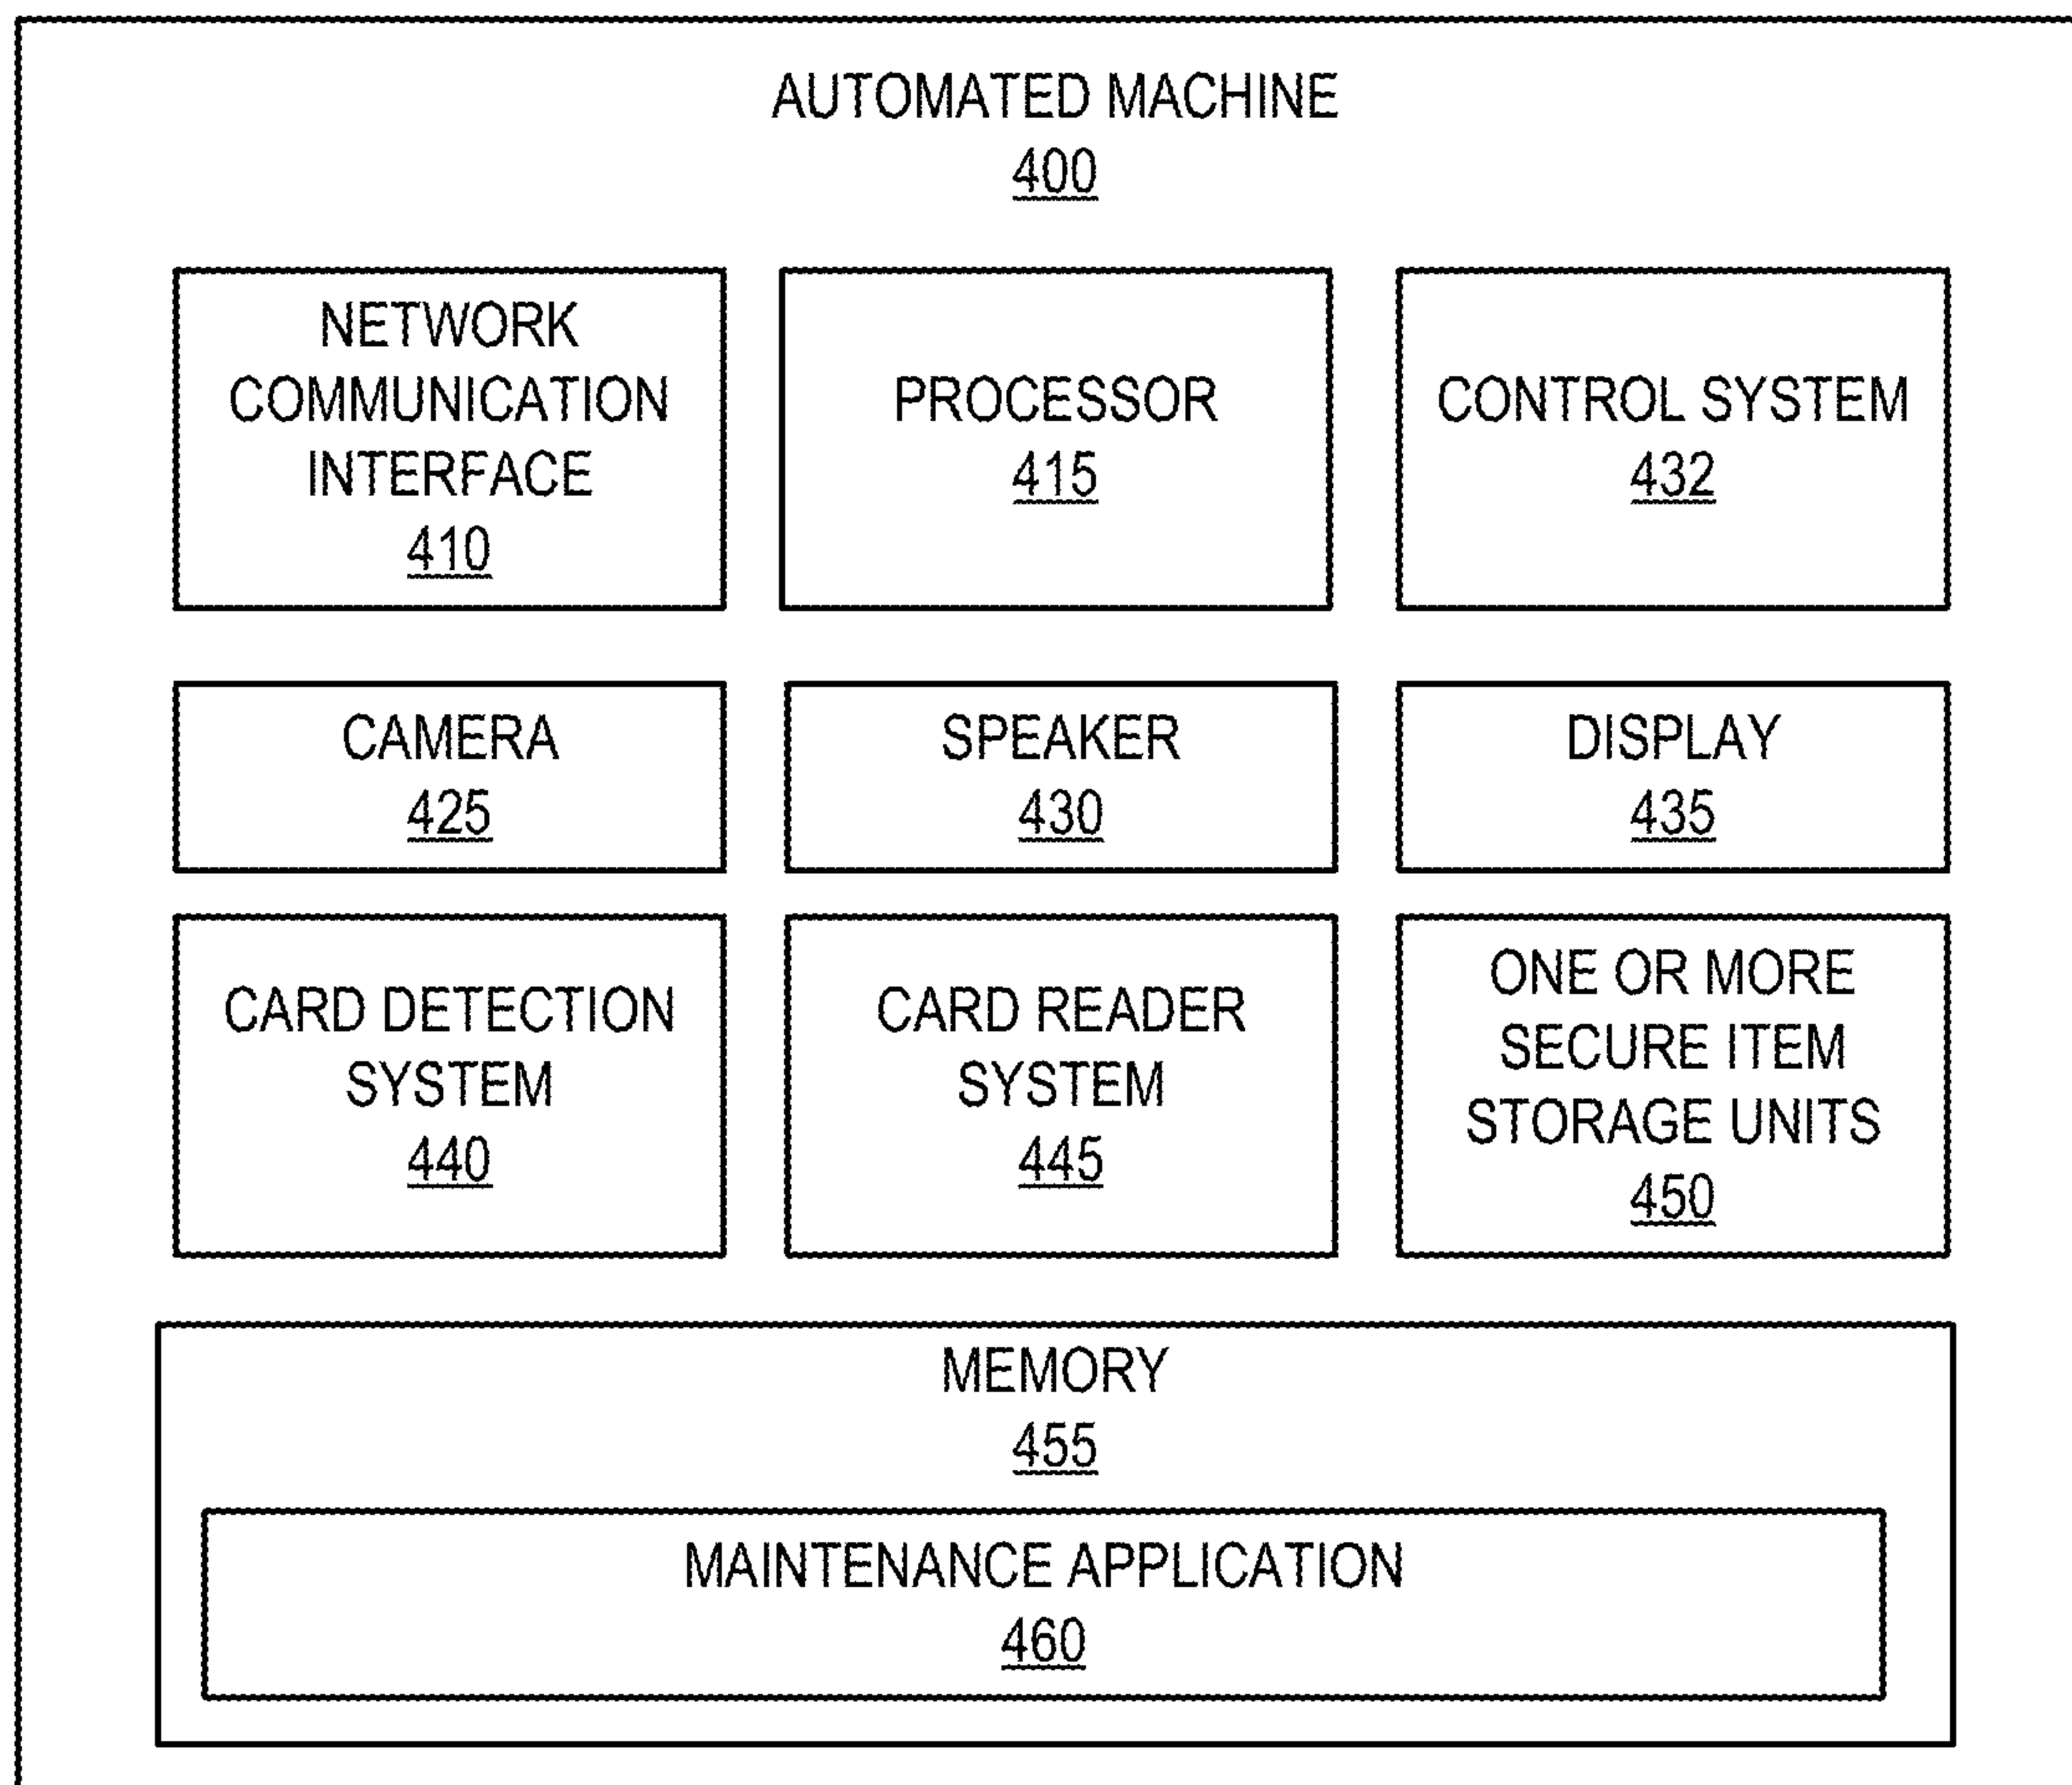 AUTOMATED MACHINE
400
NETWORK
COMMUNICATION
INTERFACE
410
PROCESSOR
415
CONTROL SYSTEM
432
CAMERA
425
SPEAKER
430
DISPLAY
435
CARD DETECTION
SYSTEM
440
CARD READER
SYSTEM
445
ONE OR MORE
SECURE ITEM
STORAGE UNITS
450
MEMORY
455
MAINTENANCE APPLICATION
460